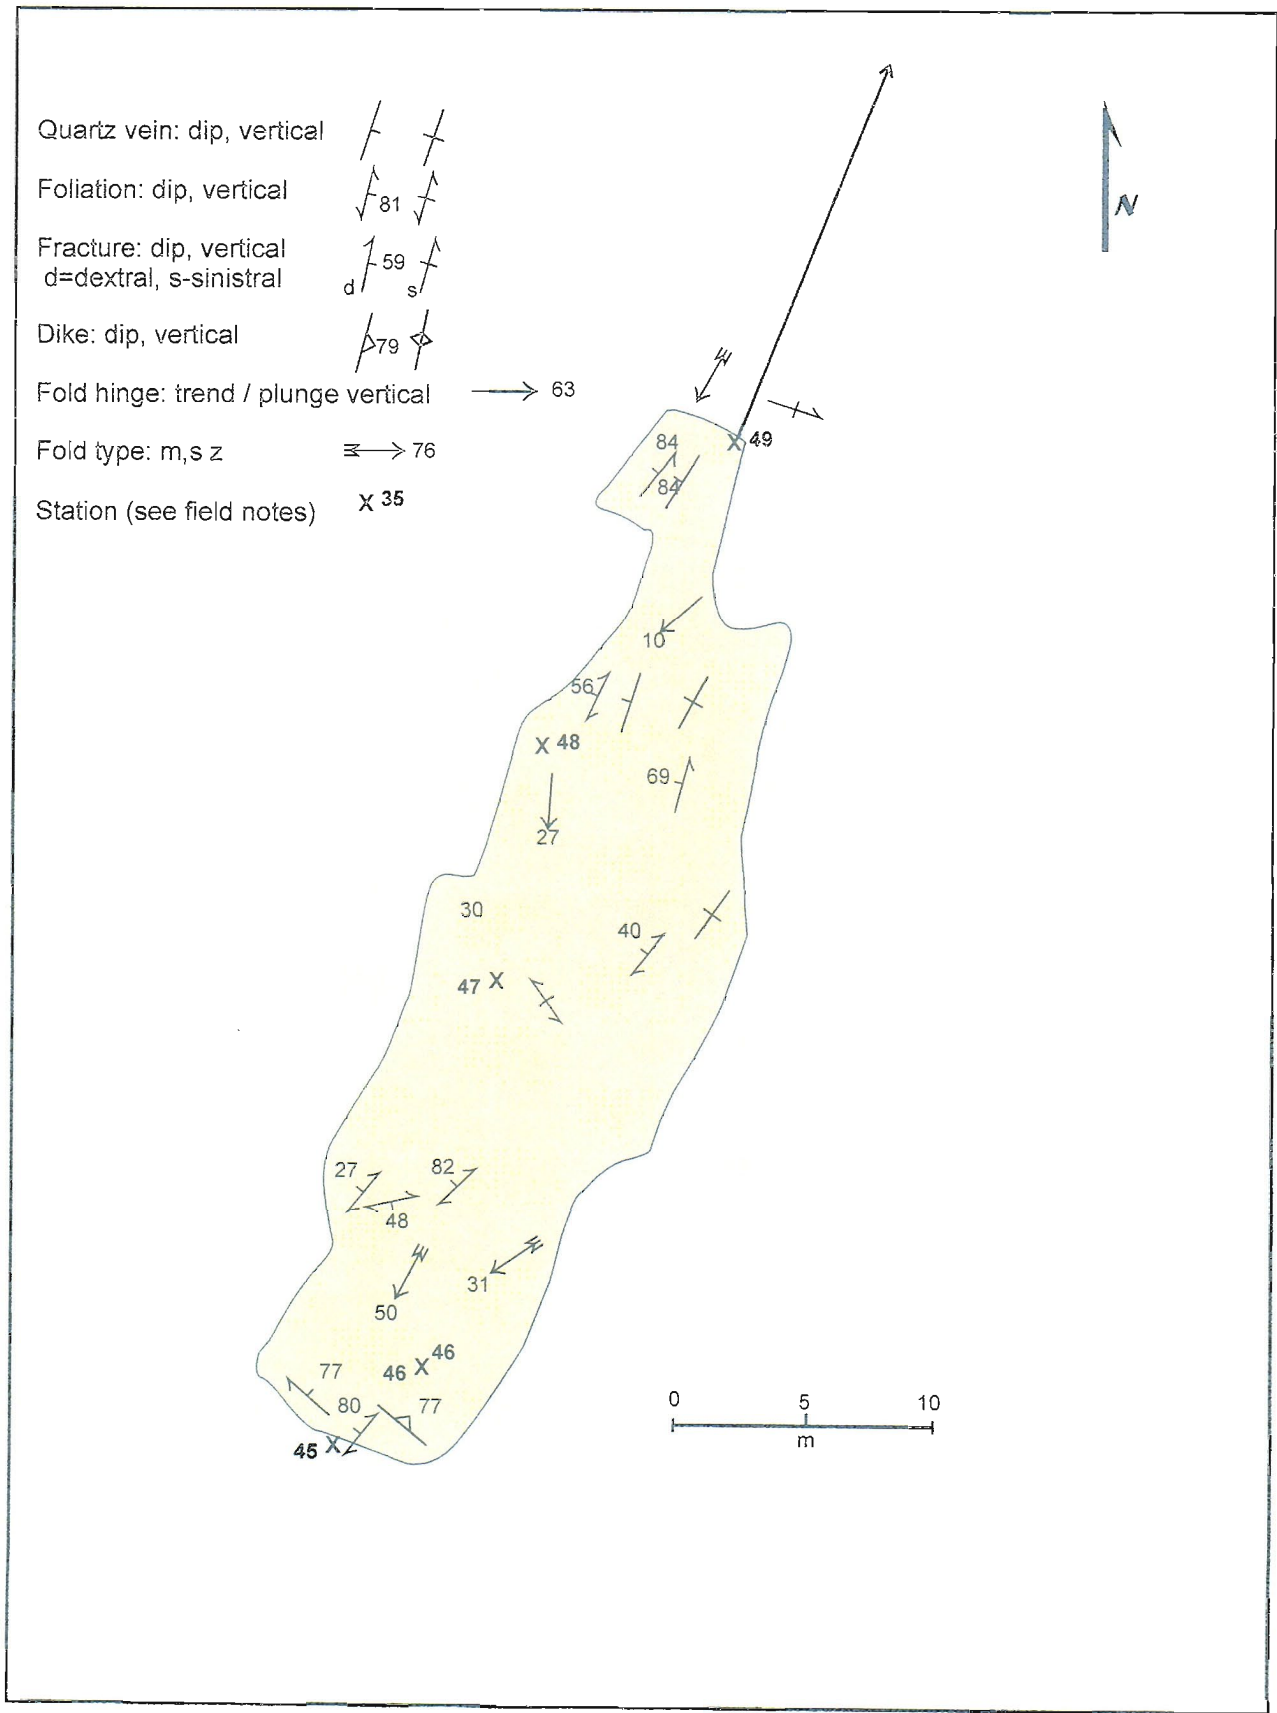 Quartz vein: dip, vertical
Foliation: dip, vertical
81
Fracture: dip, vertical
59
d=dextral, s-sinistral
d
s
Dike: dip, vertical
79
Fold hinge: trend / plunge vertical
63
Fold type: m,s z
76
Station (see field notes)
X 35
N
84
X 49
84
10
56
X 48
69
27
30
40
47 X
27
82
48
31
50
46
46 X
77
80
77
45 X
0 5 10
m